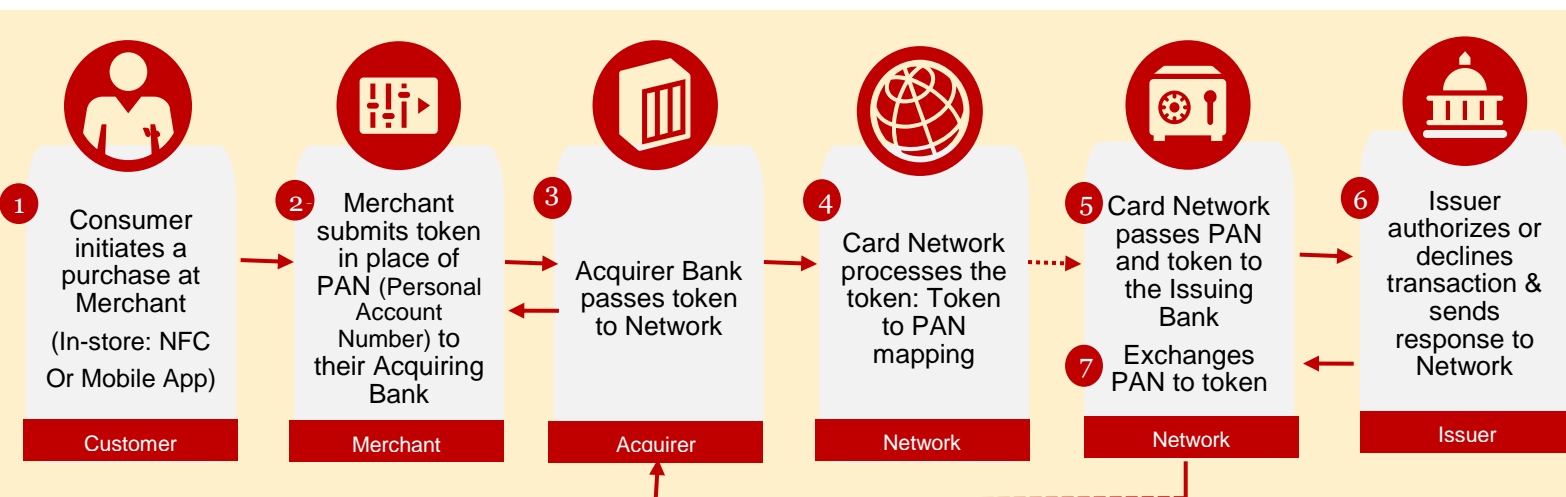 1
Consumer
initiates a
purchase at
Merchant
(In-store: NFC
Or Mobile App)
Customer
2-
Merchant
submits token
in place of
PAN (Personal
Account
Number) to
their Acquiring
Bank
Merchant
3
Acquirer Bank
passes token
to Network
Acquirer
4
Card Network
processes the
token: Token
to PAN
mapping
Network
5
Card Network
passes PAN
and token to
the Issuing
Bank
7
Exchanges
PAN to token
Network
6
Issuer
authorizes or
declines
transaction &
sends
response to
Network
Issuer